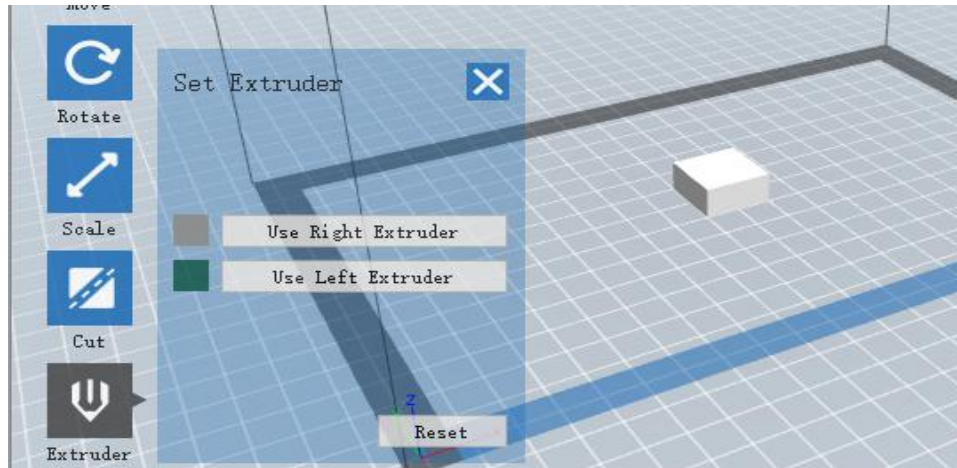 Move
Rotate
Scale
Cut
Extruder
Set Extruder
Use Right Extruder
Use Left Extruder
Z
Reset